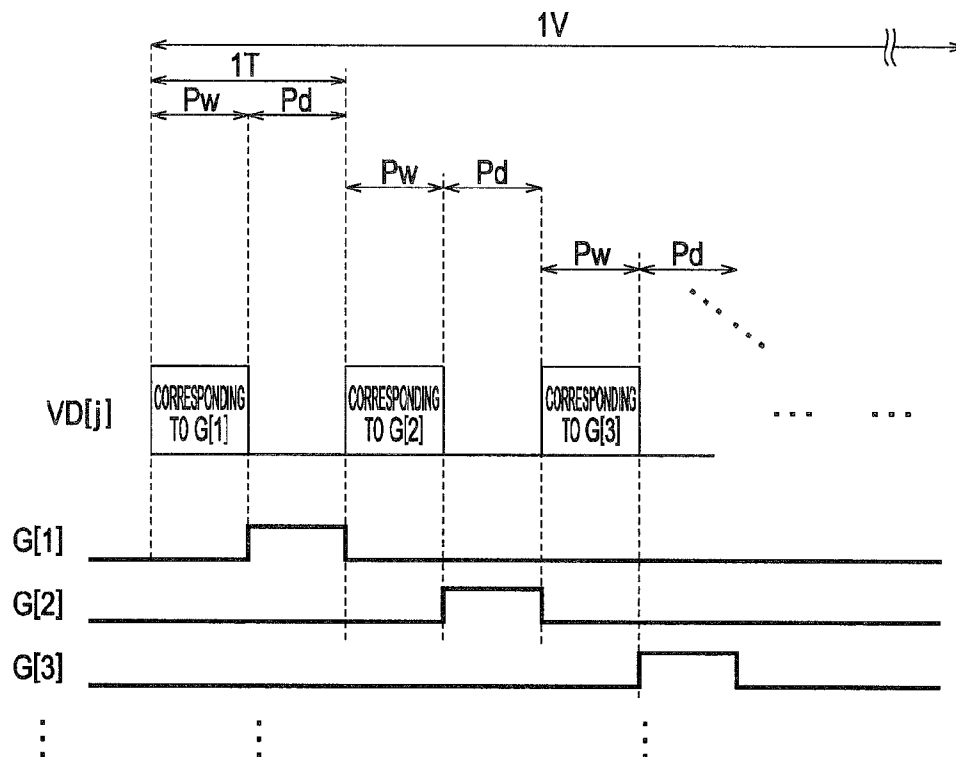 1V
1T
Pw Pd
Pw Pd
Pw Pd
VD[j]
CORRESPONDING
TO G[1]
CORRESPONDING
TO G[2]
CORRESPONDING
TO G[3]
G[1]
G[2]
G[3]